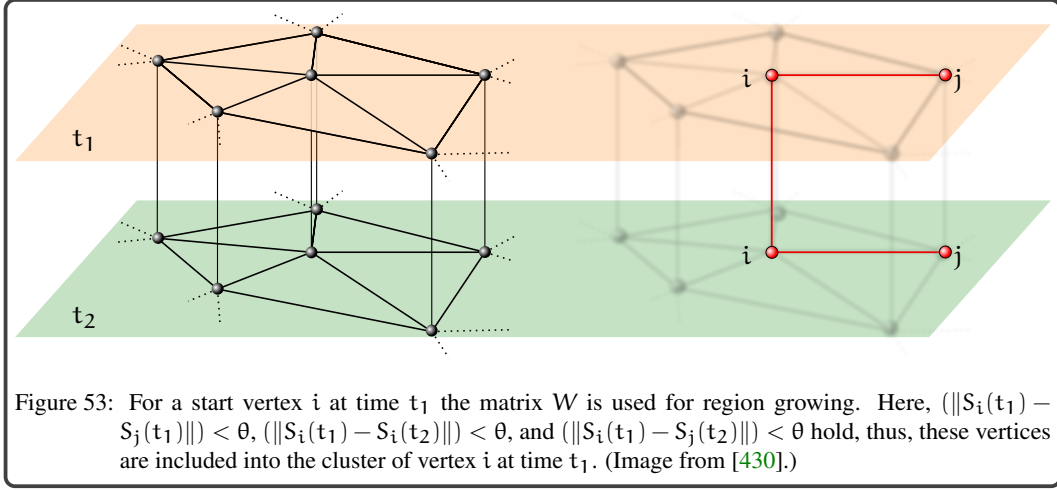 i
j
t₁
i
j
t₂
Figure 53: For a start vertex i at time t₁ the matrix W is used for region growing. Here, (‖Sᵢ(t₁) −
Sⱼ(t₁)‖) < θ, (‖Sᵢ(t₁) − Sᵢ(t₂)‖) < θ, and (‖Sᵢ(t₁) − Sⱼ(t₂)‖) < θ hold, thus, these vertices
are included into the cluster of vertex i at time t₁. (Image from [430].)